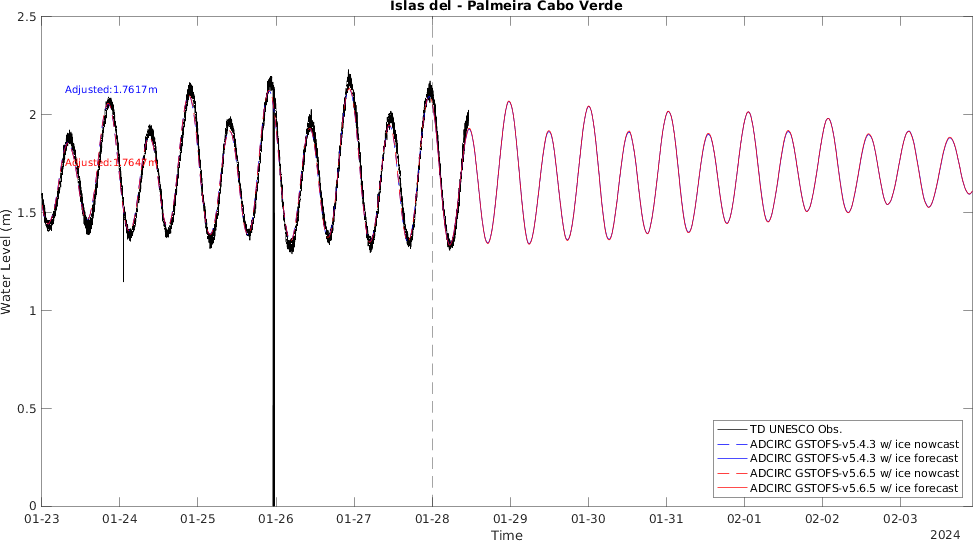 Islas del - Palmeira Cabo Verde
2.5
2
1.5
1
0.5
0
Water Level (m)
Adjusted:1.7617m
Adjusted:1.7647m
TD UNESCO Obs.
ADCIRC GSTOFS-v5.4.3 w/ ice nowcast
ADCIRC GSTOFS-v5.4.3 w/ ice forecast
ADCIRC GSTOFS-v5.6.5 w/ ice nowcast
ADCIRC GSTOFS-v5.6.5 w/ ice forecast
01-23 01-24 01-25 01-26 01-27 01-28 01-29 01-30 01-31 02-01 02-02 02-03
Time
2024